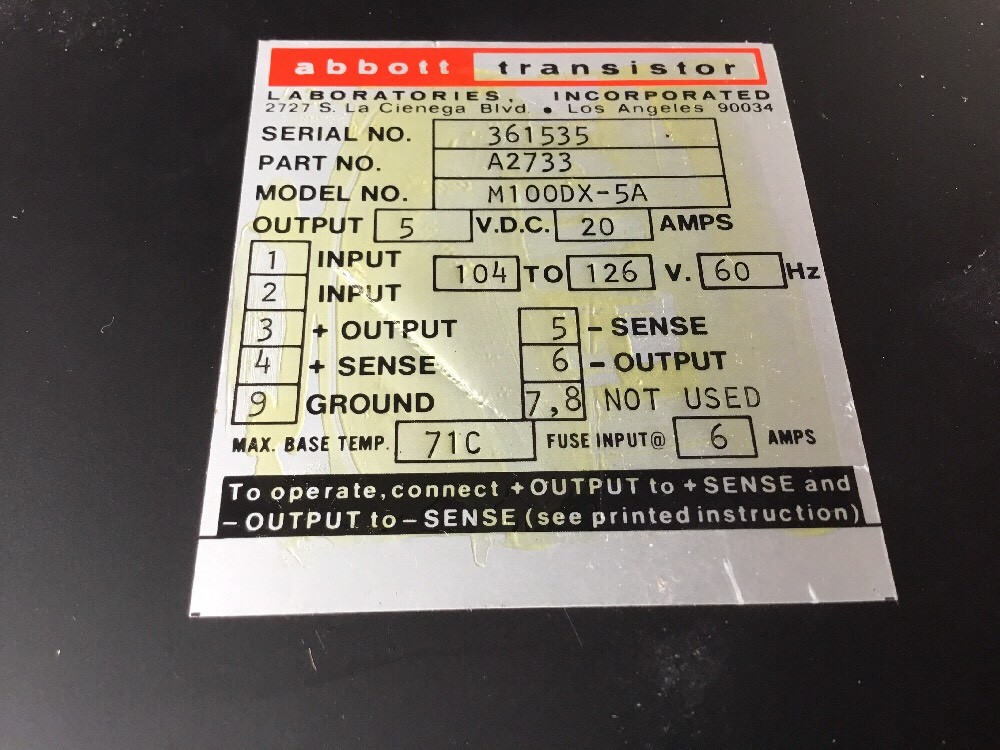 abbott transistor
LABORATORIES, INCORPORATED
2727 S. La Cienega Blvd. • Los Angeles 90034
SERIAL NO. 361535
PART NO. A2733
MODEL NO. M100DX-5A
OUTPUT 5 V.D.C. 20 AMPS
1 INPUT 104 TO 126 V. 60 Hz
2 INPUT
3 + OUTPUT 5 - SENSE
4 + SENSE 6 - OUTPUT
9 GROUND 7,8 NOT USED
MAX. BASE TEMP. 71C FUSE INPUT@ 6 AMPS
To operate, connect +OUTPUT to +SENSE and
- OUTPUT to - SENSE (see printed instruction)